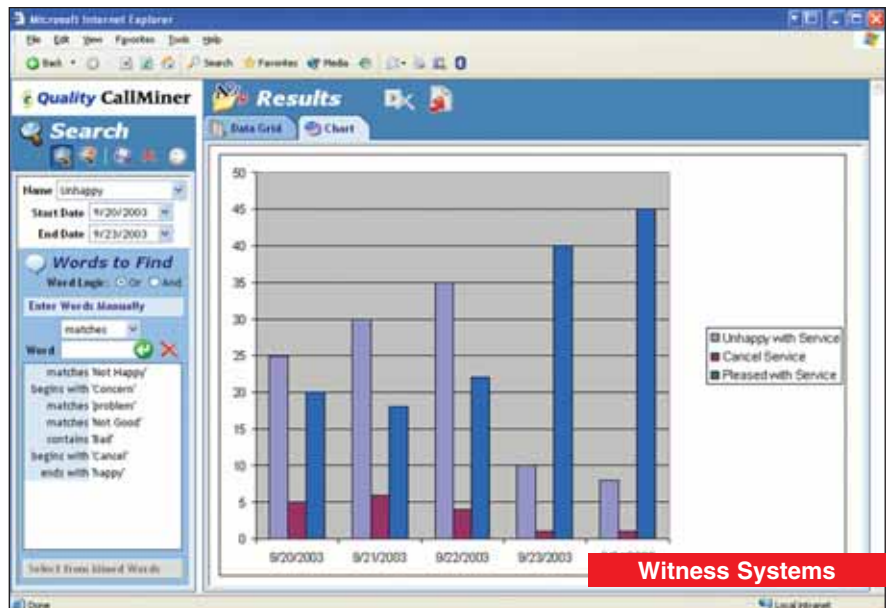 Microsoft Internet Explorer
File Edit View Favorites Tools Help
Back Search Favorites Media
Quality CallMiner
Results
Search
Data Grid Chart
Name Unhappy
Start Date 9/20/2003
End Date 9/23/2003
Words to Find
Word Logic: Or And
Enter Words Manually
matches
Word
matches 'Not Happy'
begins with 'Concern'
matches 'problem'
matches 'Not Good'
contains 'Bad'
begins with 'Cancel'
ends with 'happy'
Select from Mined Words
50
45
40
35
30
25
20
15
10
5
0
9/20/2003 9/21/2003 9/22/2003 9/23/2003
Unhappy with Service
Cancel Service
Pleased with Service
Witness Systems
Done
Local intranet